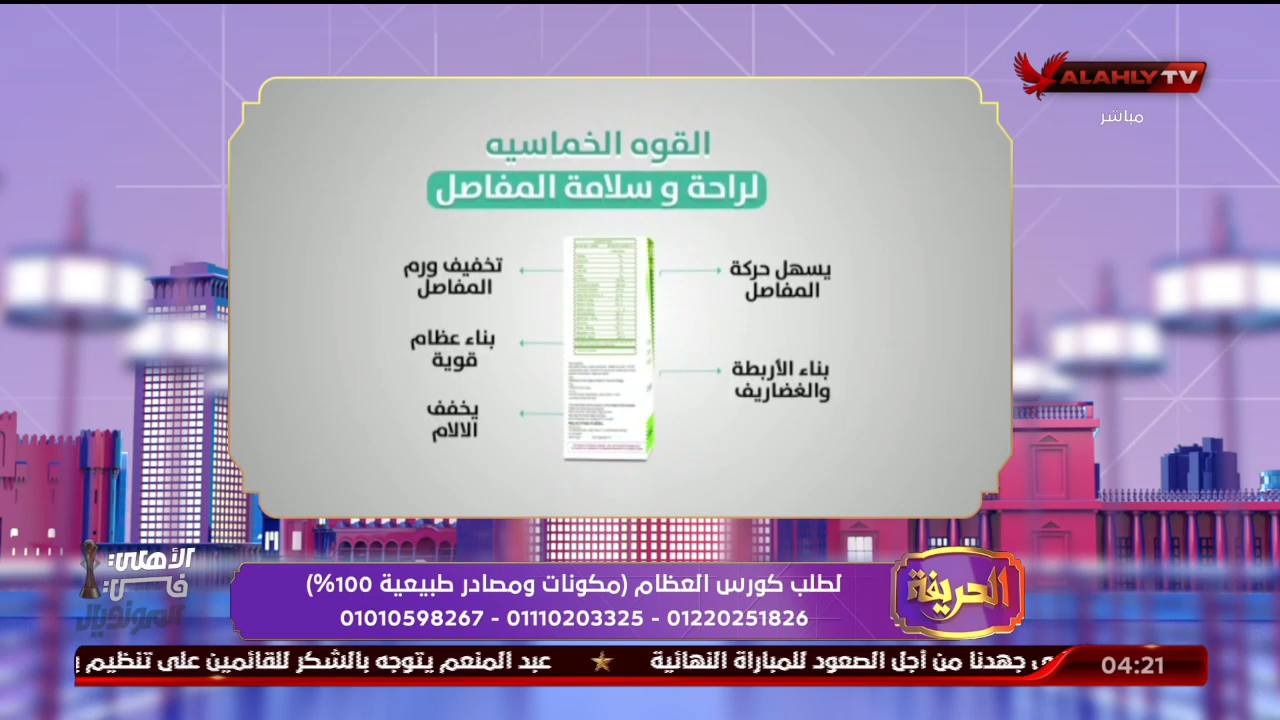 ALAHLY TV
مباشر
القوه الخماسيه
لراحة و سلامة المفاصل
يسهل حركة
المفاصل
بناء الأربطة
والغضاريف
تخفيف ورم
المفاصل
بناء عظام
قوية
يخفف
الالام
الأهلي:
في:
المونديال
لطلب كورس العظام (مكونات ومصادر طبيعية 100%)
01010598267 - 01110203325 - 01220251826
الحريفة
جهدنا من أجل الصعود للمباراة النهائية ★ عبد المنعم يتوجه بالشكر للقائمين على تنظيم
04:21